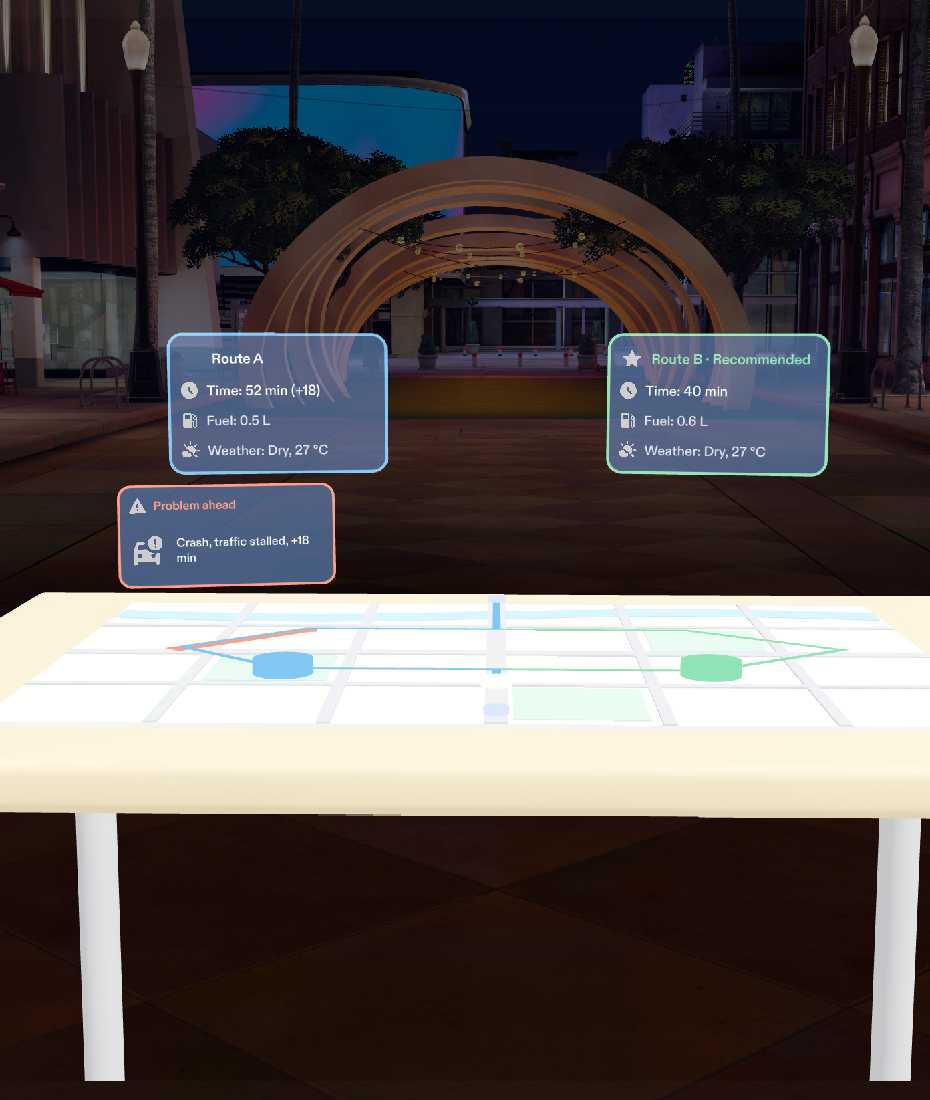 Route A
Time: 52 min (+18)
Fuel: 0.5 L
Weather: Dry, 27 °C
Route B · Recommended
Time: 40 min
Fuel: 0.6 L
Weather: Dry, 27 °C
Problem ahead
Crash, traffic stalled, +18
min